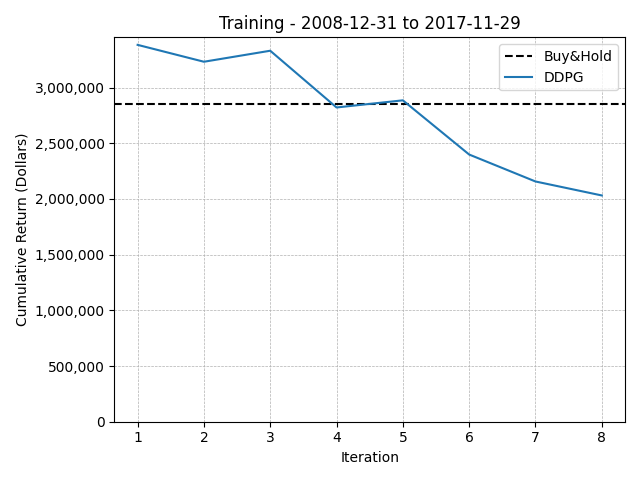 Training - 2008-12-31 to 2017-11-29
Buy&Hold
DDPG
Cumulative Return (Dollars)
3,000,000
2,500,000
2,000,000
1,500,000
1,000,000
500,000
0
1 2 3 4 5 6 7 8
Iteration